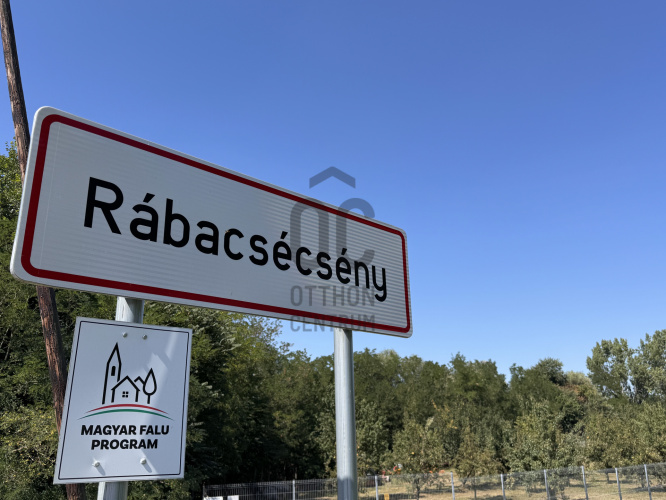 Rábacsécsény
OTTHON
CENTRUM
MAGYAR FALU
PROGRAM